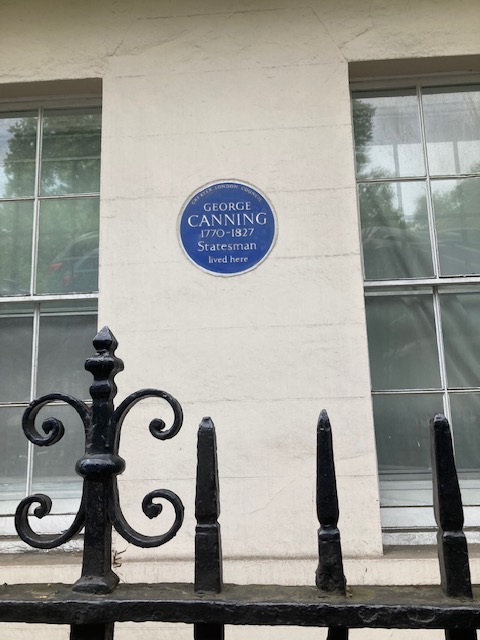 GREATER LONDON COUNCIL
GEORGE
CANNING
1770-1827
Statesman
lived here